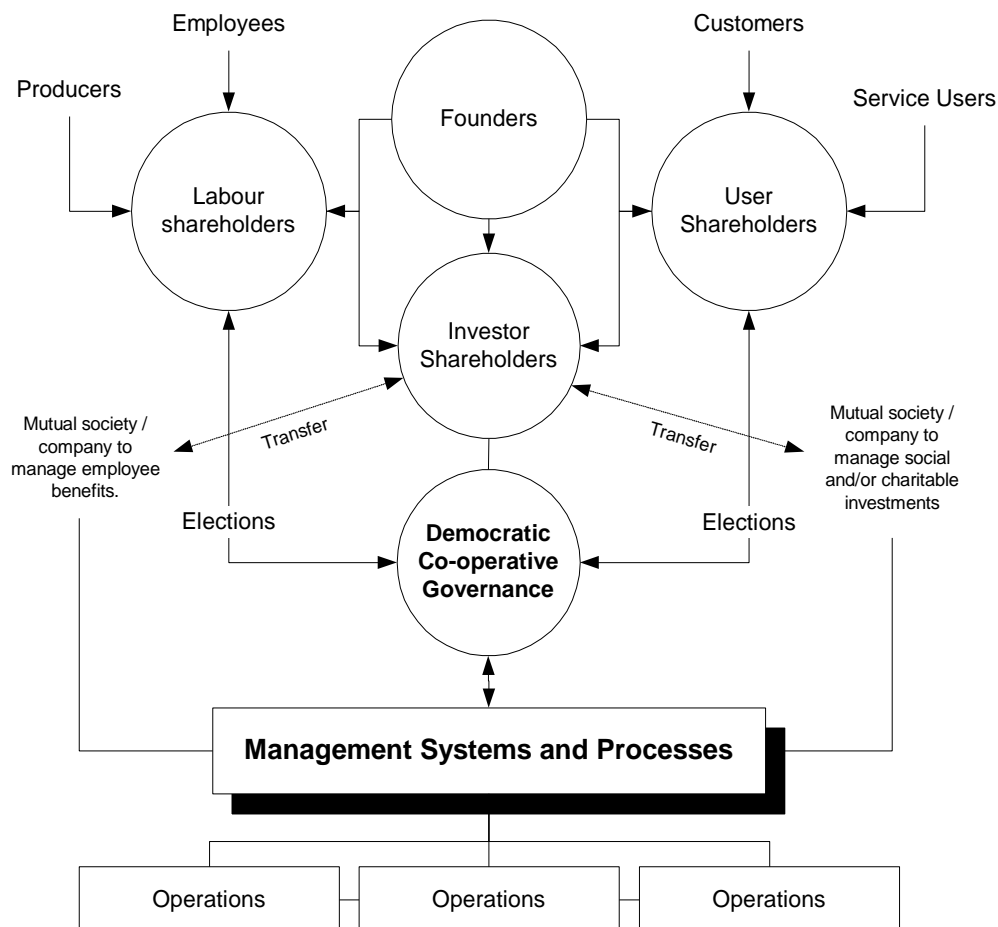 Employees
Customers
Producers
Founders
Service Users
Labour
shareholders
User
Shareholders
Investor
Shareholders
Mutual society /
company to
manage employee
benefits.
Transfer
Transfer
Mutual society /
company to
manage social
and/or charitable
investments
Elections
Elections
Democratic
Co-operative
Governance
Management Systems and Processes
Operations
Operations
Operations